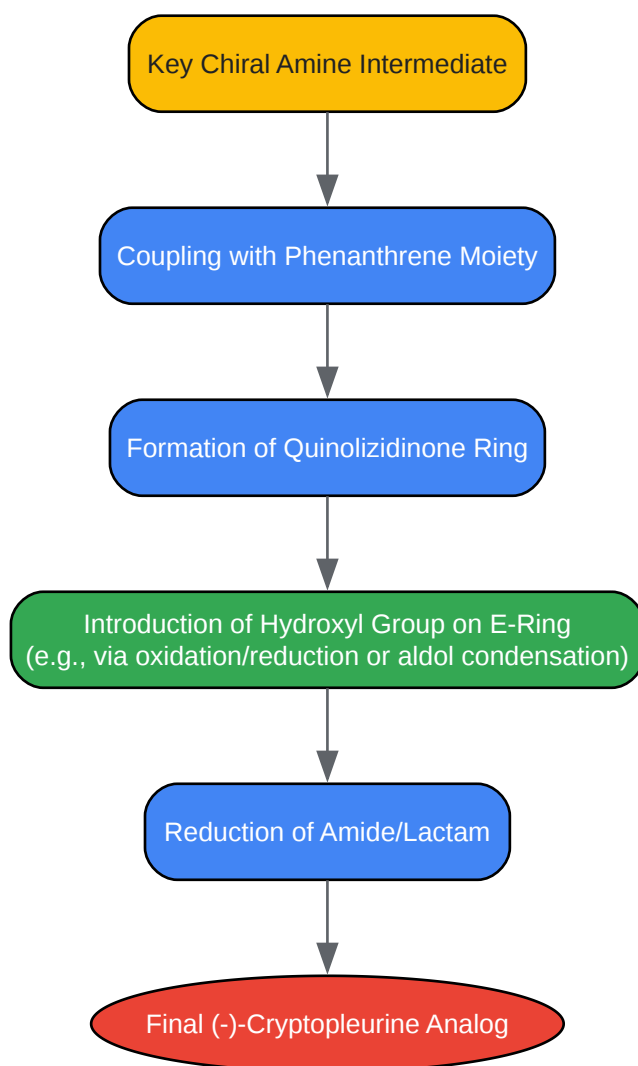 Key Chiral Amine Intermediate
Coupling with Phenanthrene Moiety
Formation of Quinolizidinone Ring
Introduction of Hydroxyl Group on E-Ring
(e.g., via oxidation/reduction or aldol condensation)
Reduction of Amide/Lactam
Final (-)-Cryptopleurine Analog